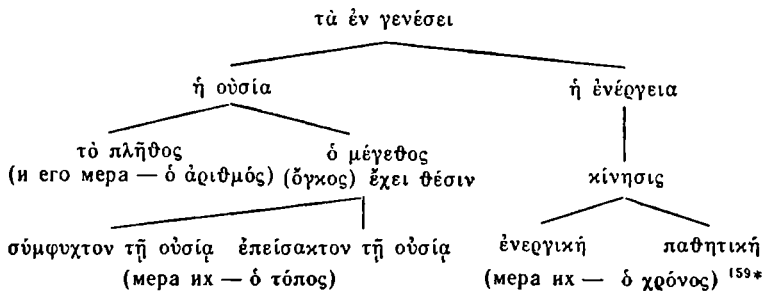 τὰ ἐν γενέσει
ἡ οὐσία ἡ ἐνέργεια
τὸ πλῆθος ὁ μέγεθος
(и его мера — ὁ ἀριθμός) (ὄγκος) ἔχει θέσιν κίνησις
σύμφυχτον τῇ οὐσίᾳ ἐπείσακτον τῇ οὐσίᾳ ἐνεργική παθητική
(мера их — ὁ τόπος) (мера их — ὁ χρόνος) 159*